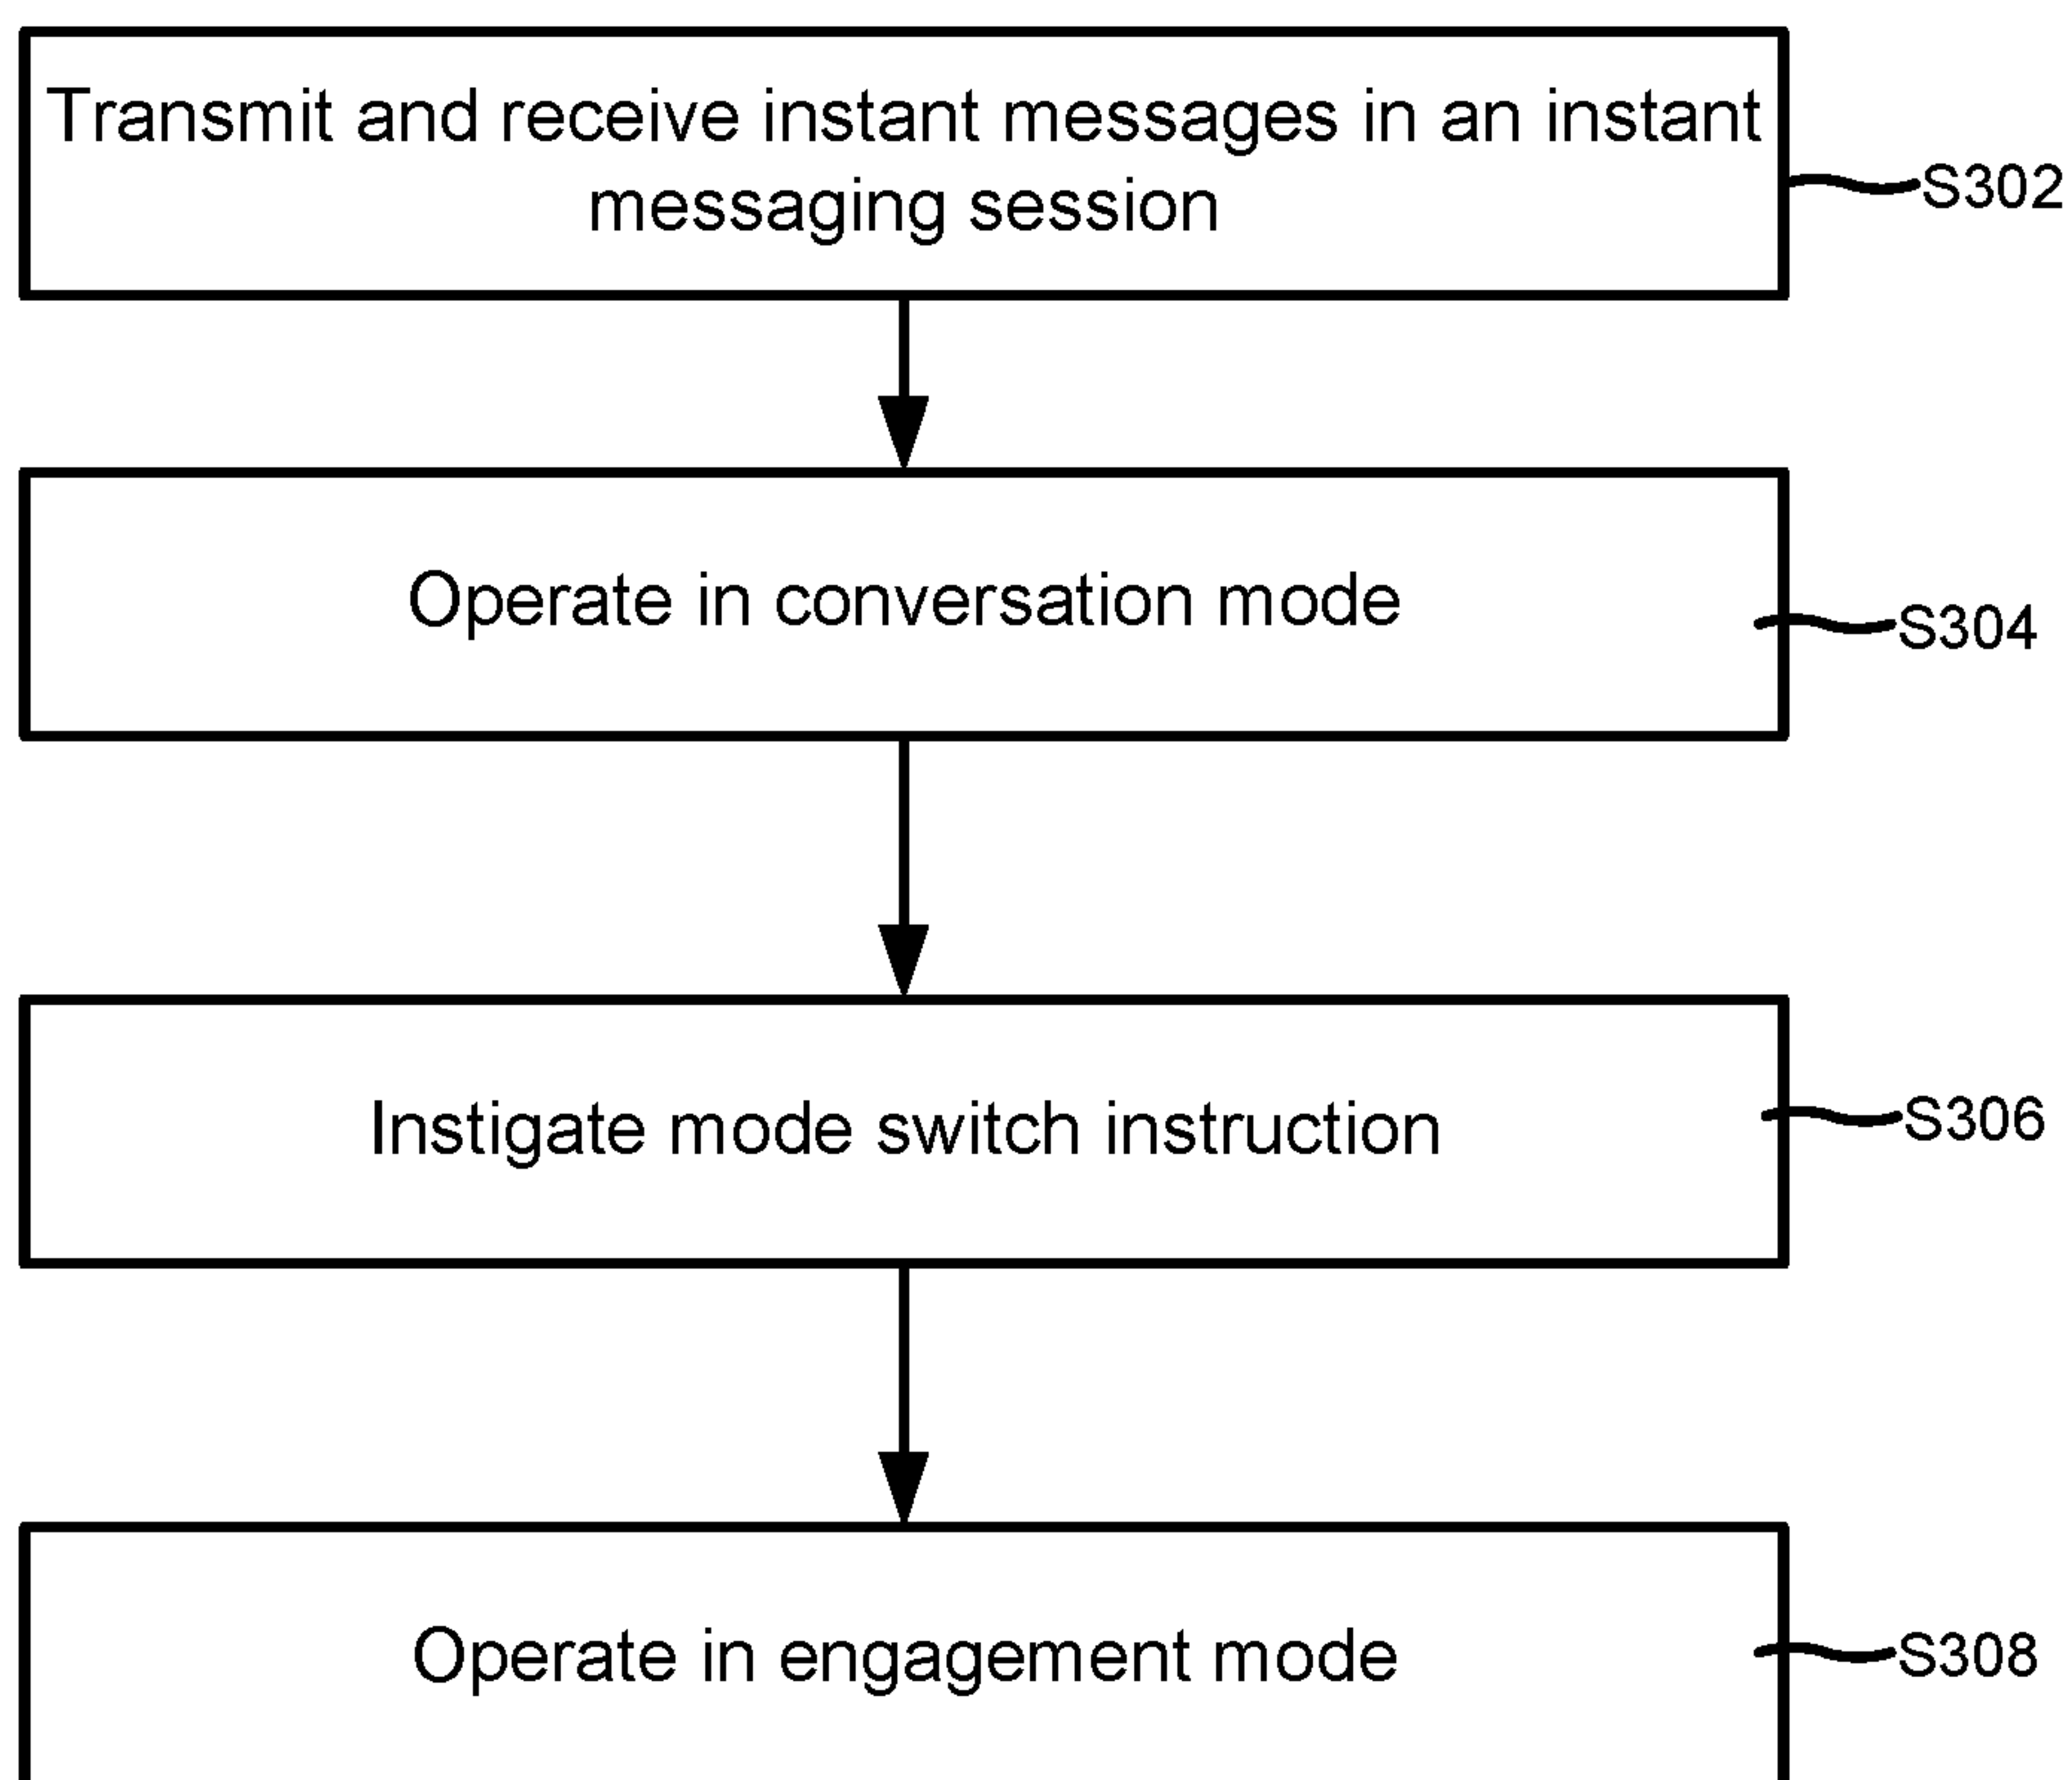 Transmit and receive instant messages in an instant
messaging session
S302
Operate in conversation mode
S304
Instigate mode switch instruction
S306
Operate in engagement mode
S308